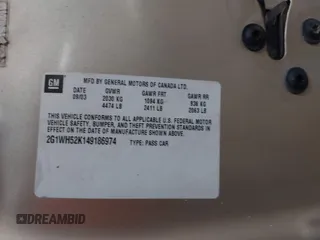 GM
MFD BY GENERAL MOTORS OF CANADA LTD.
DATE GVWR GAWR FRT GAWR RR
09/03 2030 KG 1094 KG 936 KG
4474 LB 2411 LB 2063 LB
THIS VEHICLE CONFORMS TO ALL APPLICABLE U.S. FEDERAL MOTOR
VEHICLE SAFETY, BUMPER, AND THEFT PREVENTION STANDARDS IN
EFFECT ON THE DATE OF MANUFACTURE SHOWN ABOVE.
2G1WH52K149186974 TYPE: PASS CAR
DREAMBID